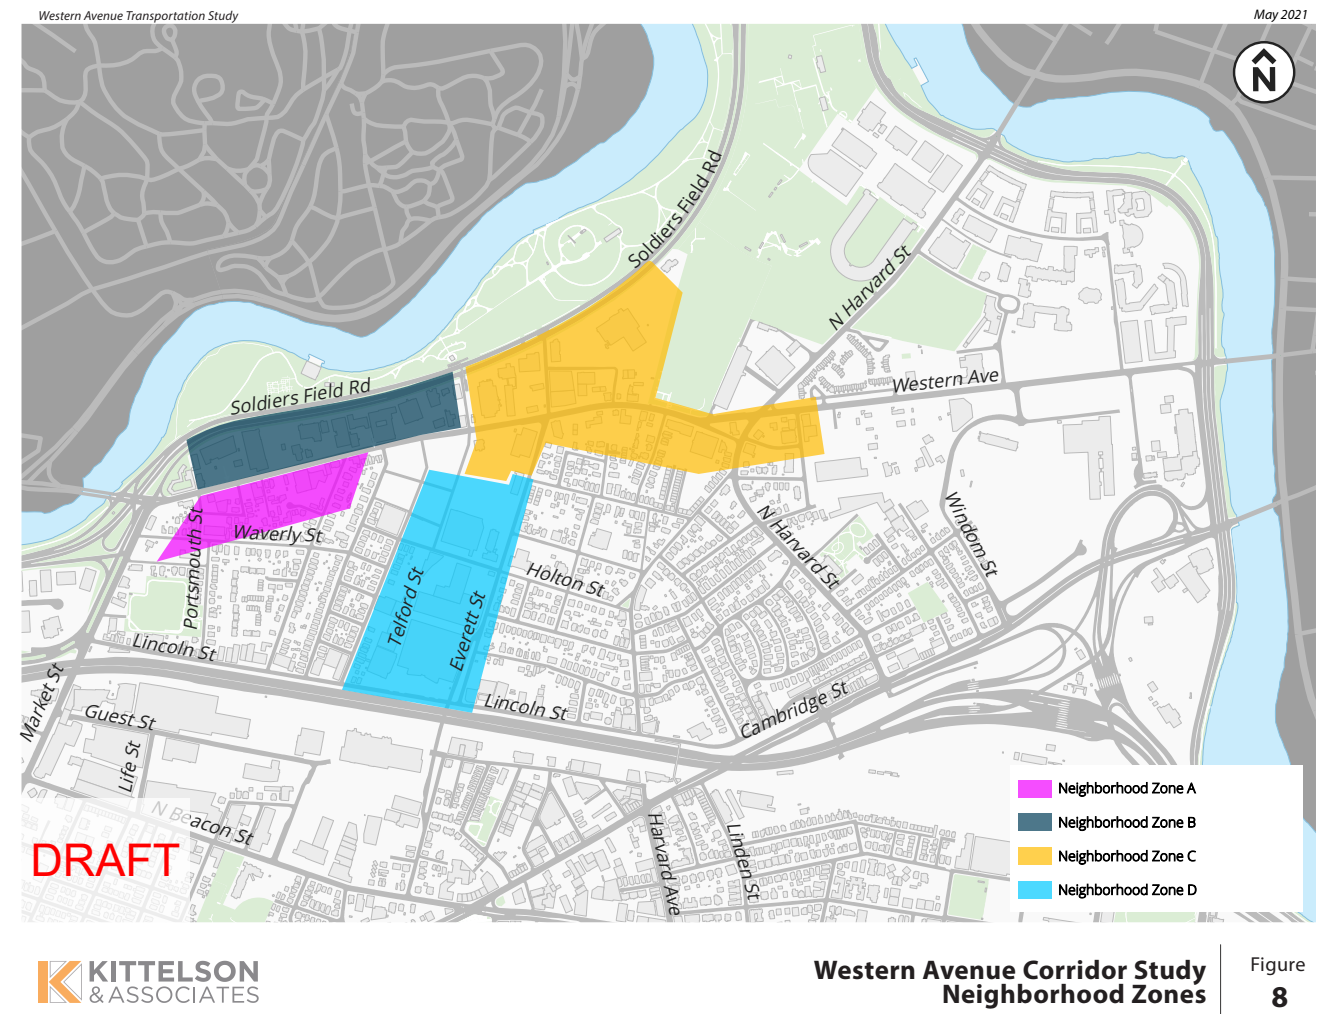 Western Avenue Transportation Study
May 2021
N
Soldiers Field Rd
N Harvard St
Soldiers Field Rd
Western Ave
Portsmouth St
Waverly St
N Harvard St
Windom St
Holton St
Telford St
Everett St
Lincoln St
Lincoln St
Market St
Guest St
Life St
Cambridge St
N Beacon St
Harvard Ave
Linden St
DRAFT
Neighborhood Zone A
Neighborhood Zone B
Neighborhood Zone C
Neighborhood Zone D
KITTELSON
& ASSOCIATES
Western Avenue Corridor Study
Neighborhood Zones
Figure
8